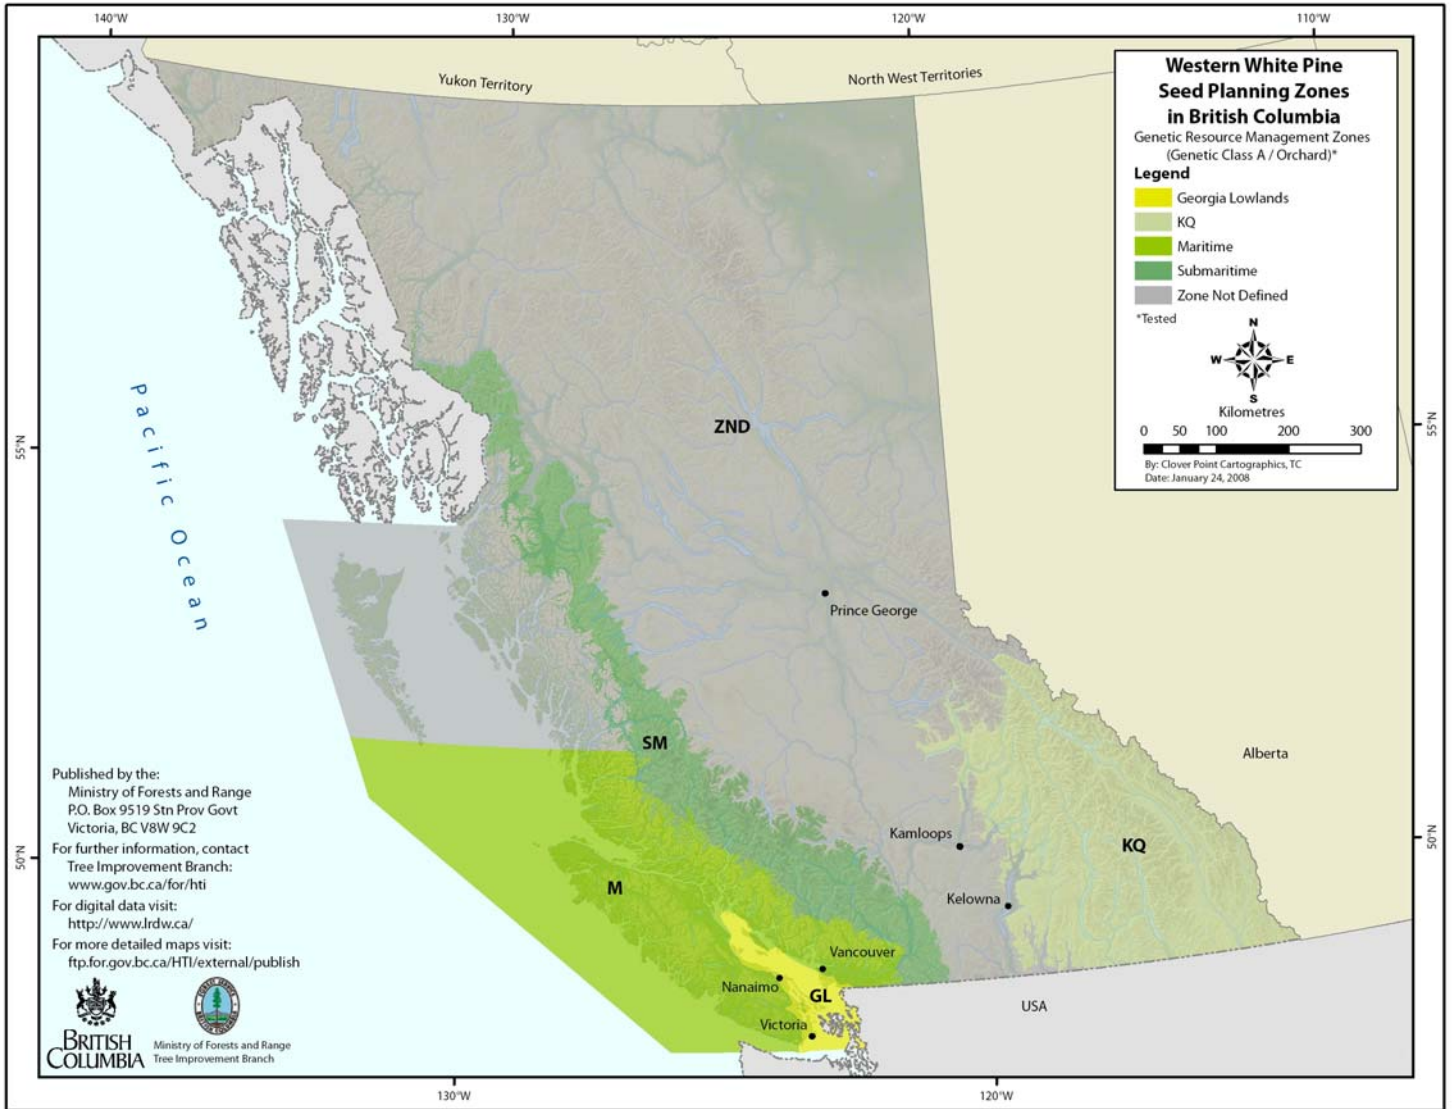 140°W
130°W
120°W
110°W
Yukon Territory
North West Territories
Western White Pine
Seed Planning Zones
in British Columbia
Genetic Resource Management Zones
(Genetic Class A / Orchard)*
Legend
Georgia Lowlands
KQ
Maritime
Submaritime
Zone Not Defined
*Tested
N
W
E
S
Kilometres
0 50 100 200 300
By: Clover Point Cartographics, TC
Date: January 24, 2008
55°N
55°N
Pacific Ocean
ZND
Prince George
SM
Alberta
Kamloops
KQ
50°N
50°N
M
Kelowna
Vancouver
Nanaimo
GL
Victoria
USA
Published by the:
Ministry of Forests and Range
P.O. Box 9519 Stn Prov Govt
Victoria, BC V8W 9C2
For further information, contact
Tree Improvement Branch:
www.gov.bc.ca/for/hti
For digital data visit:
http://www.lrdw.ca/
For more detailed maps visit:
ftp.for.gov.bc.ca/HTI/external/publish
BRITISH
COLUMBIA
Ministry of Forests and Range
Tree Improvement Branch
130°W
120°W